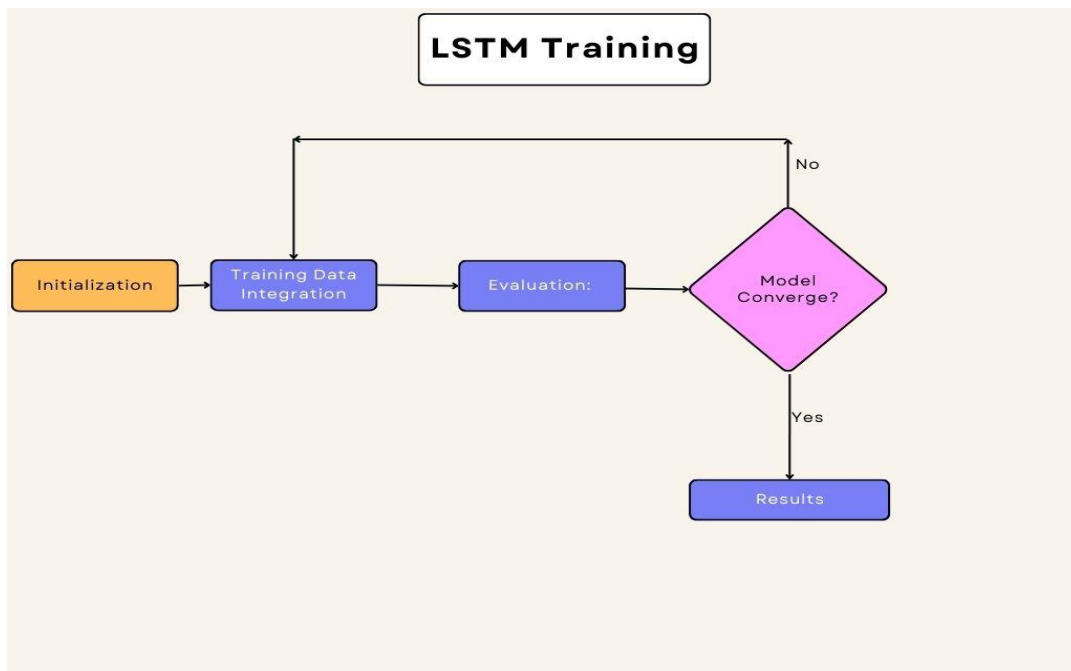 LSTM Training
No
Initialization
Training Data
Integration
Evaluation:
Model
Converge?
Yes
Results